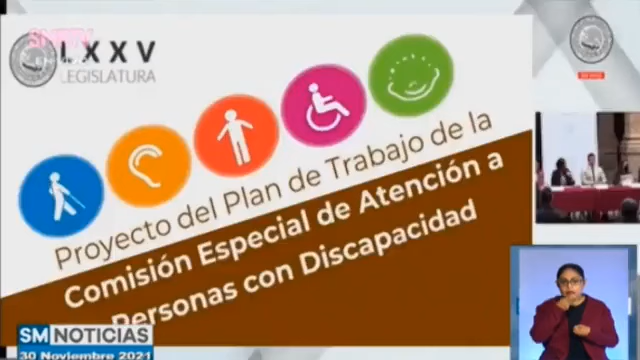 LXXV
LEGISLATURA
Proyecto del Plan de Trabajo de la
Comisión Especial de Atención a
Personas con Discapacidad
SM NOTICIAS
30 Noviembre 2021